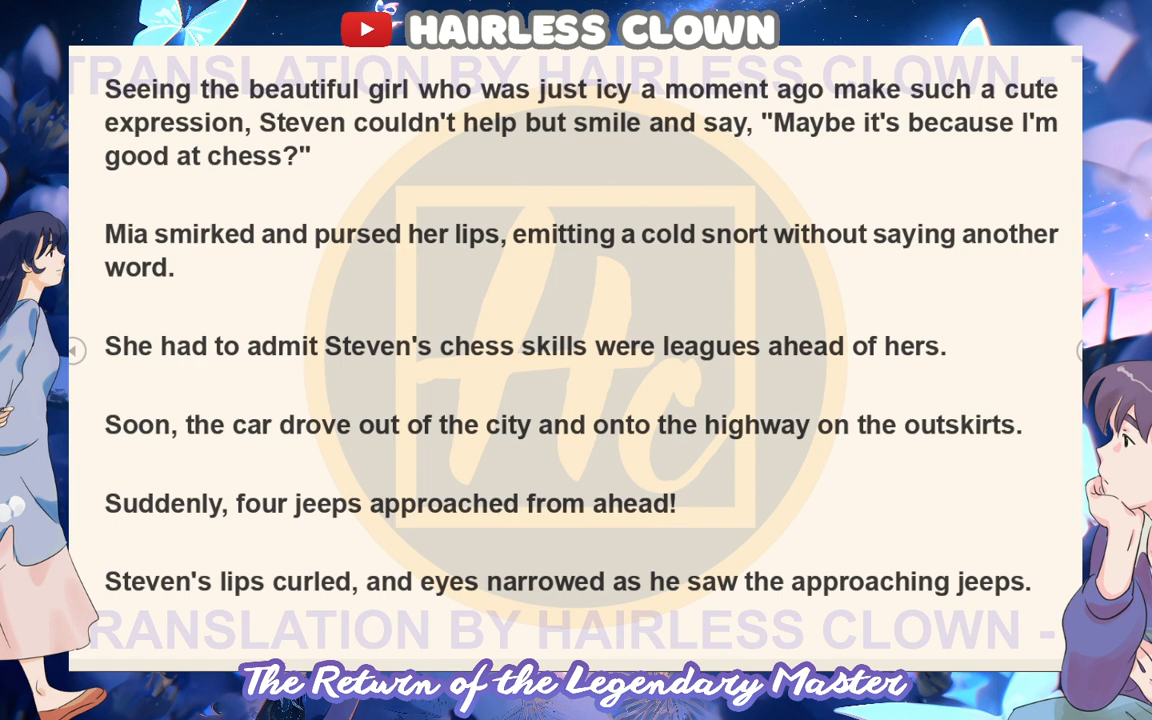 HAIRLESS CLOWN
TRANSLATION BY HAIRLESS CLOWN - T
Seeing the beautiful girl who was just icy a moment ago make such a cute
expression, Steven couldn't help but smile and say, "Maybe it's because I'm
good at chess?"
Mia smirked and pursed her lips, emitting a cold snort without saying another
word.
She had to admit Steven's chess skills were leagues ahead of hers.
Soon, the car drove out of the city and onto the highway on the outskirts.
Suddenly, four jeeps approached from ahead!
Steven's lips curled, and eyes narrowed as he saw the approaching jeeps.
Hc
RANSLATION BY HAIRLESS CLOWN -
The Return of the Legendary Master